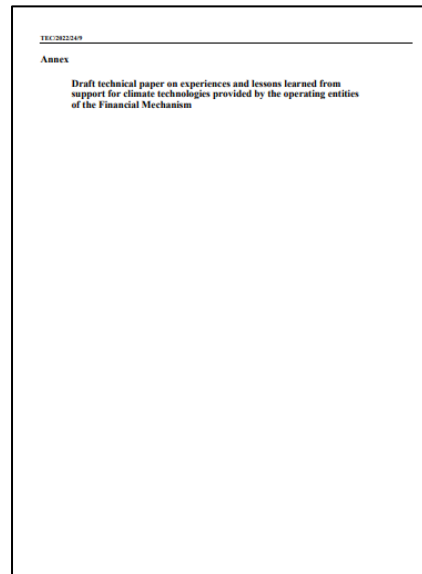 TEC/2022/24/9
Annex
Draft technical paper on experiences and lessons learned from
support for climate technologies provided by the operating entities
of the Financial Mechanism